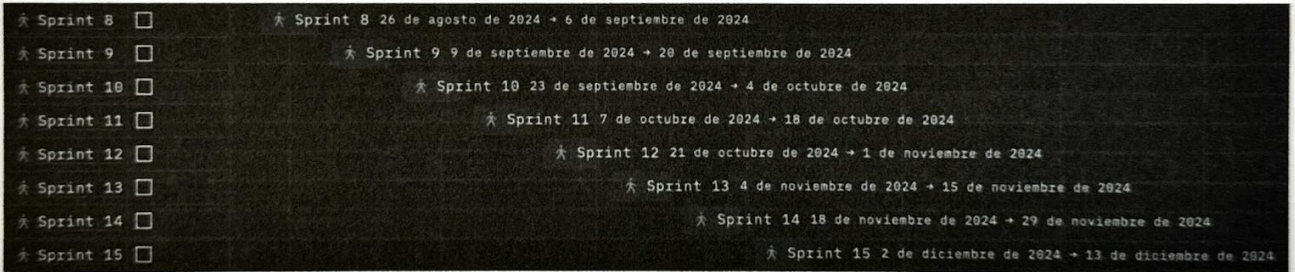 Sprint 8 Sprint 8 26 de agosto de 2024 → 6 de septiembre de 2024
Sprint 9 Sprint 9 9 de septiembre de 2024 → 20 de septiembre de 2024
Sprint 10 Sprint 10 23 de septiembre de 2024 → 4 de octubre de 2024
Sprint 11 Sprint 11 7 de octubre de 2024 → 18 de octubre de 2024
Sprint 12 Sprint 12 21 de octubre de 2024 → 1 de noviembre de 2024
Sprint 13 Sprint 13 4 de noviembre de 2024 → 15 de noviembre de 2024
Sprint 14 Sprint 14 18 de noviembre de 2024 → 29 de noviembre de 2024
Sprint 15 Sprint 15 2 de diciembre de 2024 → 13 de diciembre de 2024